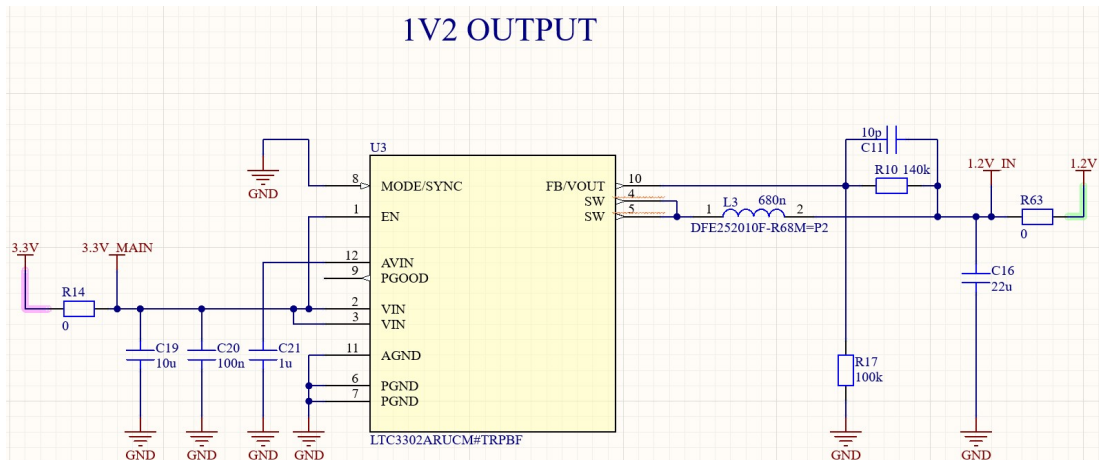 1V2 OUTPUT
U3
10p
C11
R10 140k
GND
8 MODE/SYNC
FB/VOUT 10
SW 4
SW 5
1 EN
L3 680n
1 2
DFE252010F-R68M=P2
1.2V_IN
1.2V
R63
0
3.3V
3.3V_MAIN
12 AVIN
9 PGOOD
R14
0
2 VIN
3 VIN
C16
22u
C19
10u
C20
100n
C21
1u
11 AGND
6 PGND
7 PGND
R17
100k
LTC3302ARUCM#TRPBF
GND GND GND GND GND GND